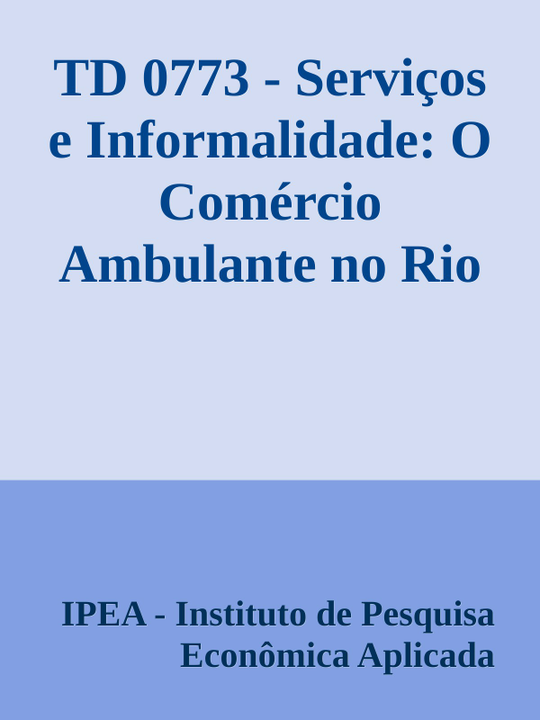 TD 0773 - Serviços
e Informalidade: O
Comércio
Ambulante no Rio
IPEA - Instituto de Pesquisa
Econômica Aplicada